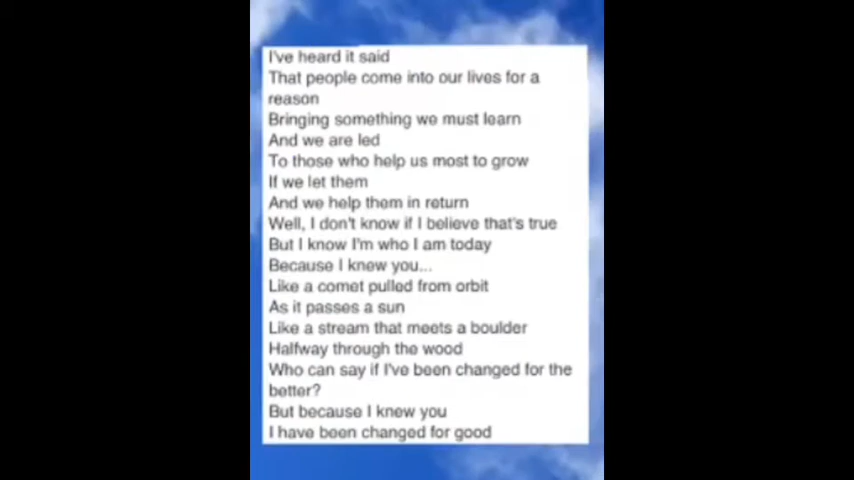 I've heard it said
That people come into our lives for a
reason
Bringing something we must learn
And we are led
To those who help us most to grow
If we let them
And we help them in return
Well, I don't know if I believe that's true
But I know I'm who I am today
Because I knew you...
Like a comet pulled from orbit
As it passes a sun
Like a stream that meets a boulder
Halfway through the wood
Who can say if I've been changed for the
better?
But because I knew you
I have been changed for good